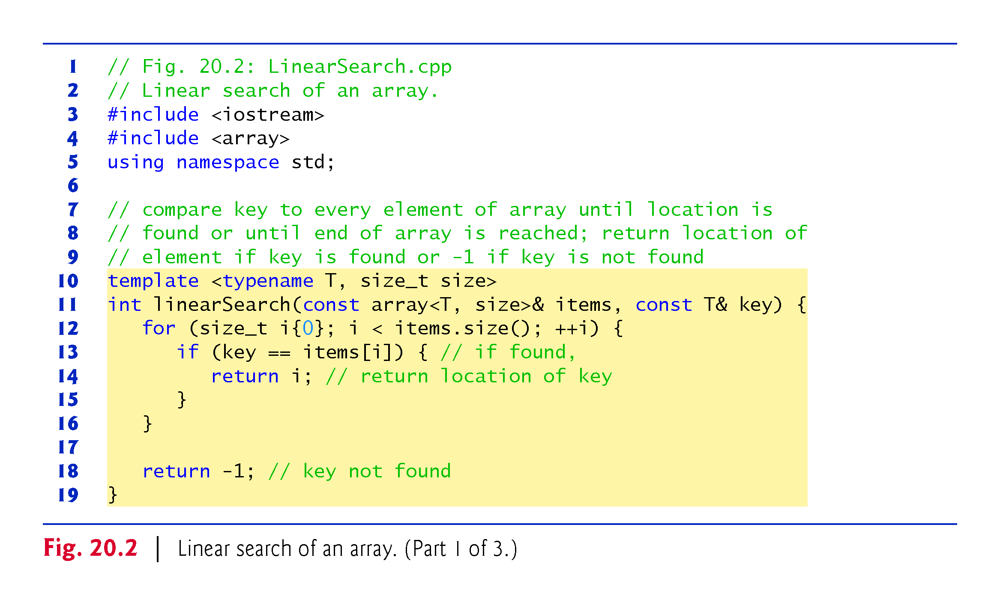 1 // Fig. 20.2: LinearSearch.cpp
2 // Linear search of an array.
3 #include <iostream>
4 #include <array>
5 using namespace std;
6
7 // compare key to every element of array until location is
8 // found or until end of array is reached; return location of
9 // element if key is found or -1 if key is not found
10 template <typename T, size_t size>
11 int linearSearch(const array<T, size>& items, const T& key) {
12    for (size_t i{0}; i < items.size(); ++i) {
13       if (key == items[i]) { // if found,
14          return i; // return location of key
15       }
16    }
17
18    return -1; // key not found
19 }
Fig. 20.2 | Linear search of an array. (Part 1 of 3.)